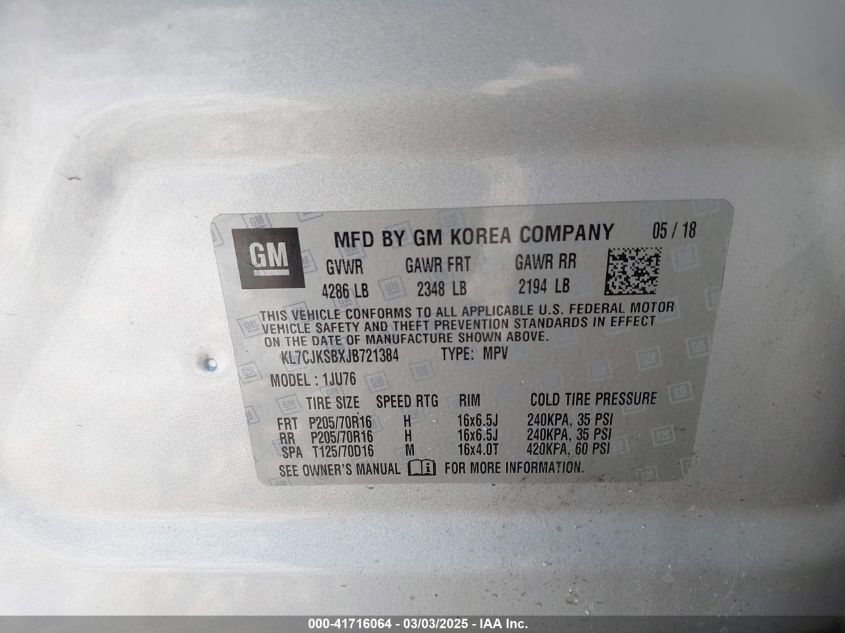 GM MFD BY GM KOREA COMPANY 05 / 18
GVWR GAWR FRT GAWR RR
4286 LB 2348 LB 2194 LB
THIS VEHICLE CONFORMS TO ALL APPLICABLE U.S. FEDERAL MOTOR
VEHICLE SAFETY AND THEFT PREVENTION STANDARDS IN EFFECT
ON THE DATE OF MANUFACTURE SHOWN ABOVE.
KL7CJKSBXJB721384 TYPE: MPV
MODEL : 1JU76
TIRE SIZE SPEED RTG RIM COLD TIRE PRESSURE
FRT P205/70R16 H 16x6.5J 240KPA, 35 PSI
RR P205/70R16 H 16x6.5J 240KPA, 35 PSI
SPA T125/70D16 M 16x4.0T 420KPA, 60 PSI
SEE OWNER'S MANUAL FOR MORE INFORMATION.
000-41716064 - 03/03/2025 - IAA Inc.